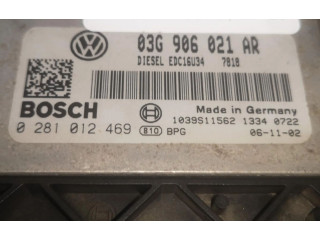 03G 906 021 AR
DIESEL EDC16U34 7818
BOSCH
Made in Germany
1039S11562 1334 0722
0 281 012 469 810 BPG 06-11-02